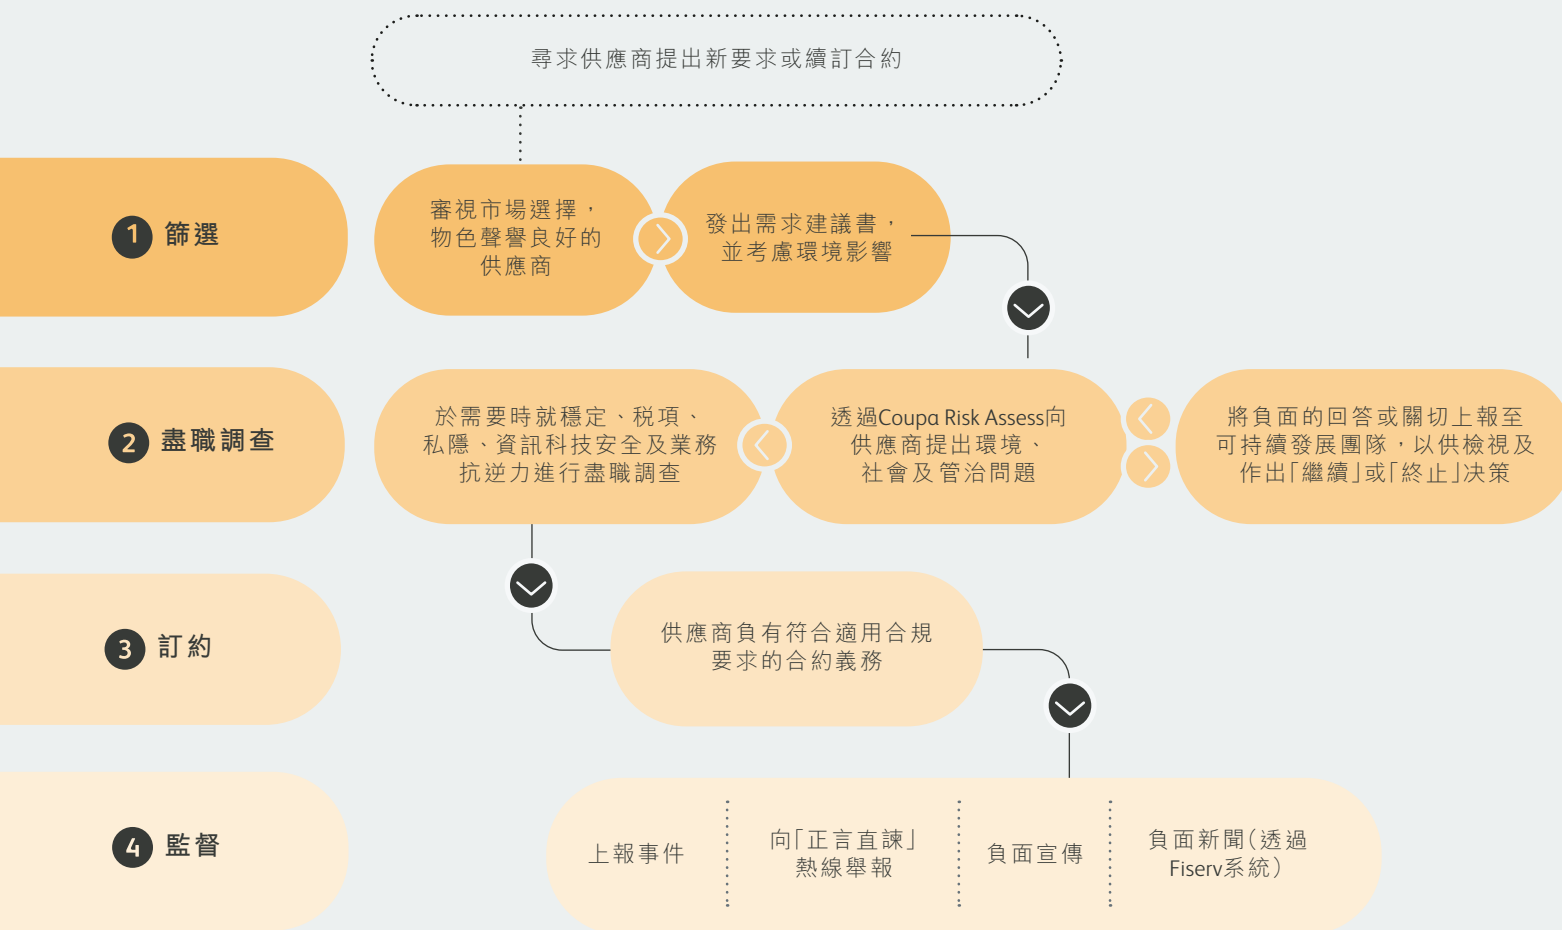 尋求供應商提出新要求或續訂合約
1 篩選
審視市場選擇，
物色聲譽良好的
供應商
發出需求建議書，
並考慮環境影響
2 盡職調查
於需要時就穩定、税項、
私隱、資訊科技安全及業務
抗逆力進行盡職調查
透過Coupa Risk Assess向
供應商提出環境、
社會及管治問題
將負面的回答或關切上報至
可持續發展團隊，以供檢視及
作出「繼續」或「終止」決策
3 訂約
供應商負有符合適用合規
要求的合約義務
4 監督
上報事件
向「正言直諫」
熱線舉報
負面宣傳
負面新聞（透過
Fiserv系統）